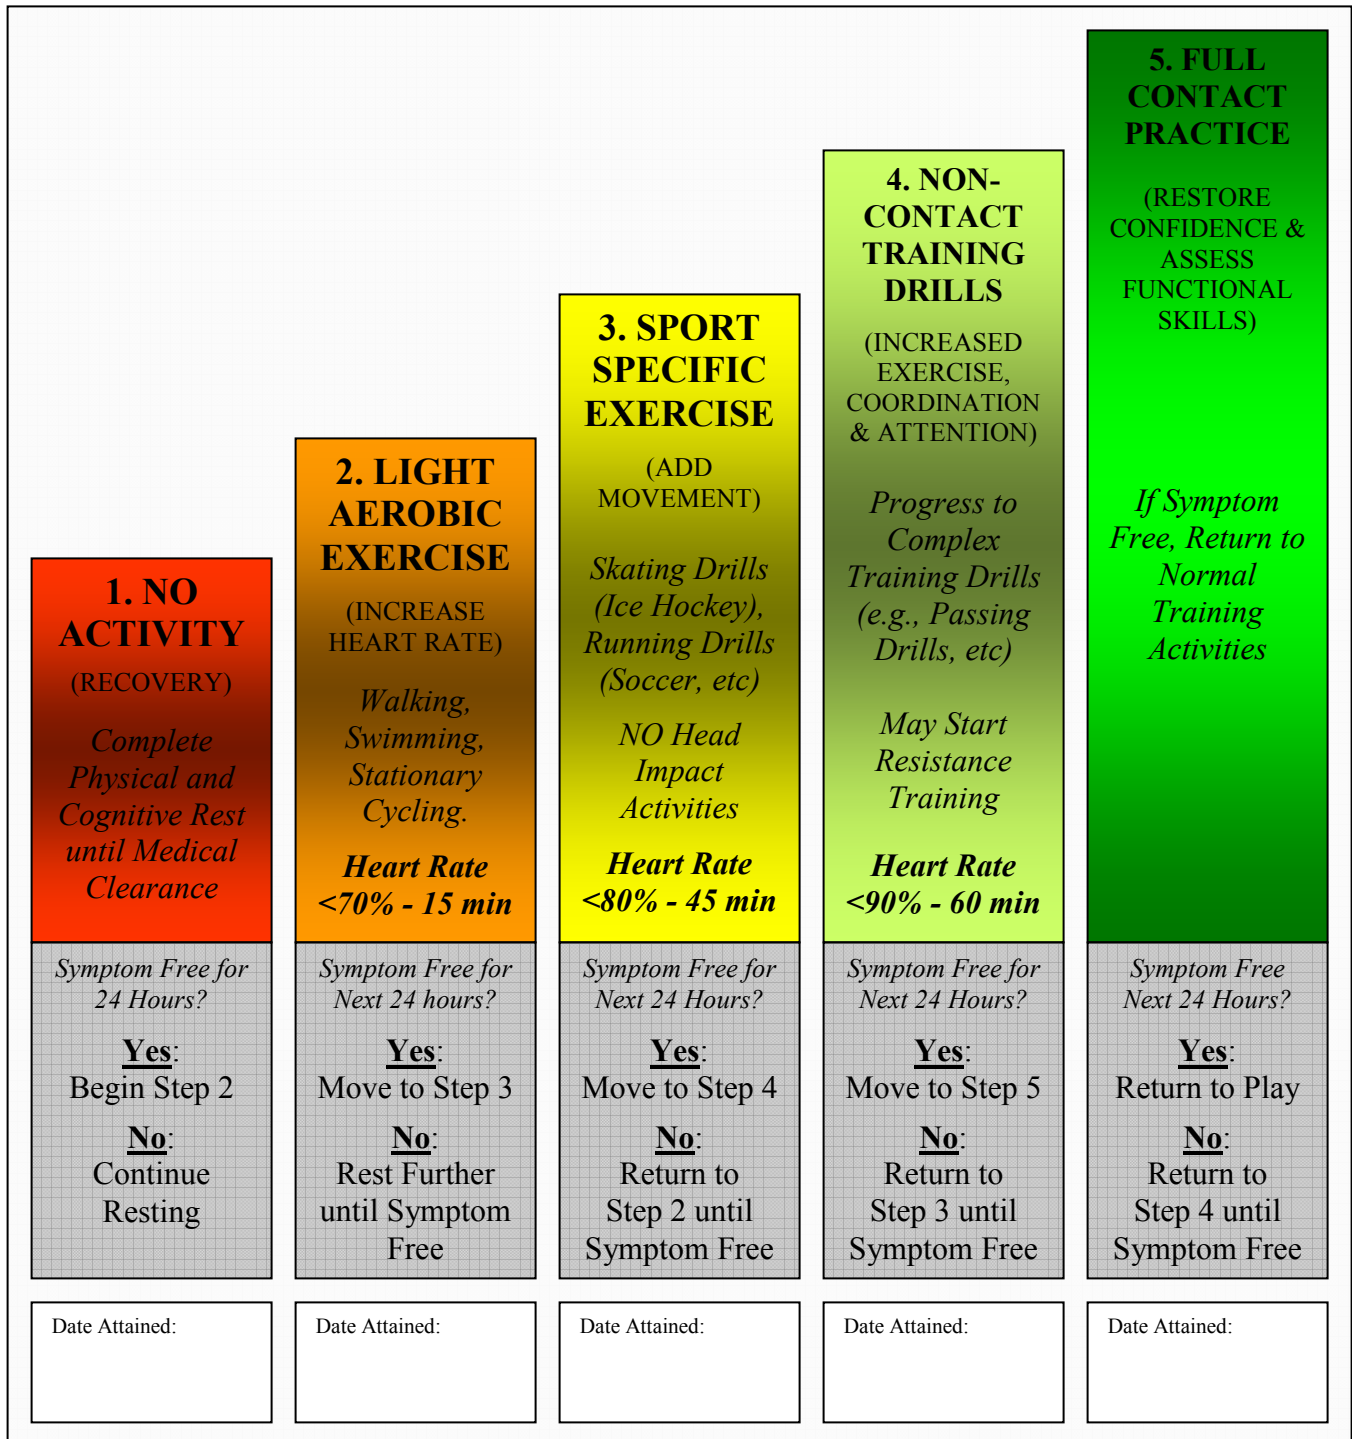 1. NO
ACTIVITY
(RECOVERY)
Complete
Physical and
Cognitive Rest
until Medical
Clearance
Symptom Free for
24 Hours?
Yes:
Begin Step 2
No:
Continue
Resting
Date Attained:
2. LIGHT
AEROBIC
EXERCISE
(INCREASE
HEART RATE)
Walking,
Swimming,
Stationary
Cycling.
Heart Rate
<70% - 15 min
Symptom Free for
Next 24 hours?
Yes:
Move to Step 3
No:
Rest Further
until Symptom
Free
Date Attained:
3. SPORT
SPECIFIC
EXERCISE
(ADD
MOVEMENT)
Skating Drills
(Ice Hockey),
Running Drills
(Soccer, etc)
NO Head
Impact
Activities
Heart Rate
<80% - 45 min
Symptom Free for
Next 24 Hours?
Yes:
Move to Step 4
No:
Return to
Step 2 until
Symptom Free
Date Attained:
4. NON-
CONTACT
TRAINING
DRILLS
(INCREASED
EXERCISE,
COORDINATION
& ATTENTION)
Progress to
Complex
Training Drills
(e.g., Passing
Drills, etc)
May Start
Resistance
Training
Heart Rate
<90% - 60 min
Symptom Free for
Next 24 Hours?
Yes:
Move to Step 5
No:
Return to
Step 3 until
Symptom Free
Date Attained:
5. FULL
CONTACT
PRACTICE
(RESTORE
CONFIDENCE &
ASSESS
FUNCTIONAL
SKILLS)
If Symptom
Free, Return to
Normal
Training
Activities
Symptom Free
Next 24 Hours?
Yes:
Return to Play
No:
Return to
Step 4 until
Symptom Free
Date Attained: